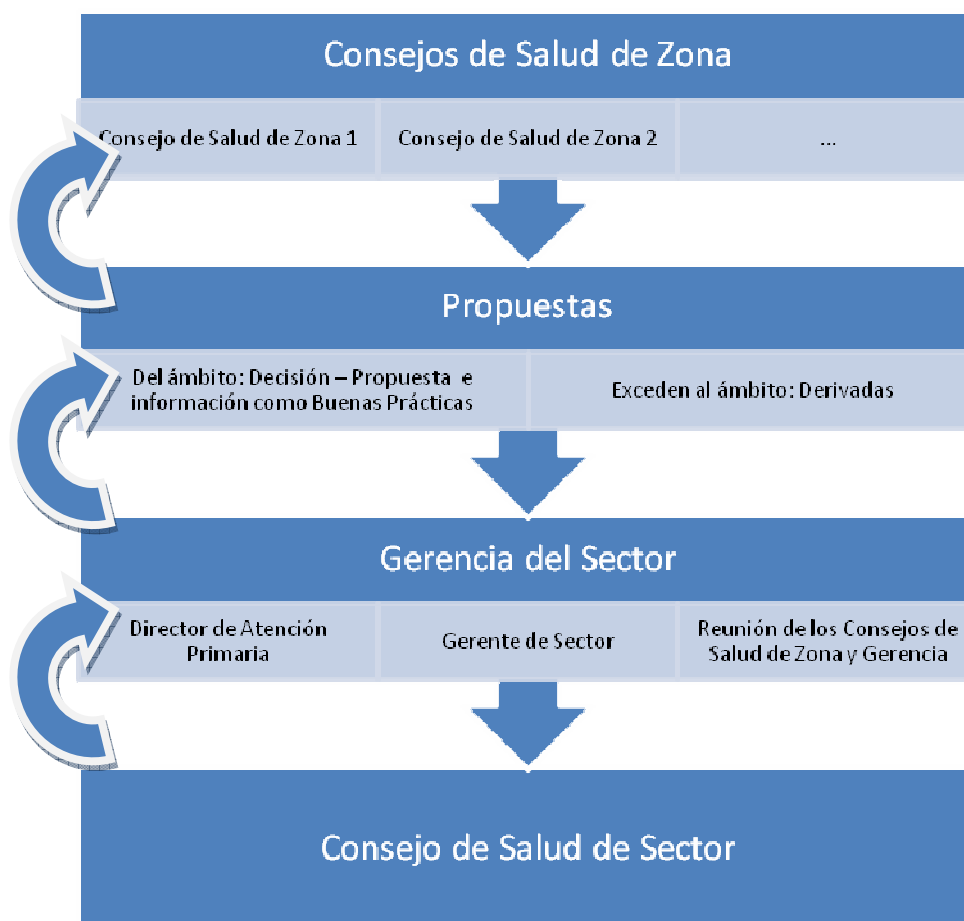 Consejos de Salud de Zona
Consejo de Salud de Zona 1
Consejo de Salud de Zona 2
...
Propuestas
Del ámbito: Decisión – Propuesta e
información como Buenas Prácticas
Exceden al ámbito: Derivadas
Gerencia del Sector
Director de Atención
Primaria
Gerente de Sector
Reunión de los Consejos de
Salud de Zona y Gerencia
Consejo de Salud de Sector